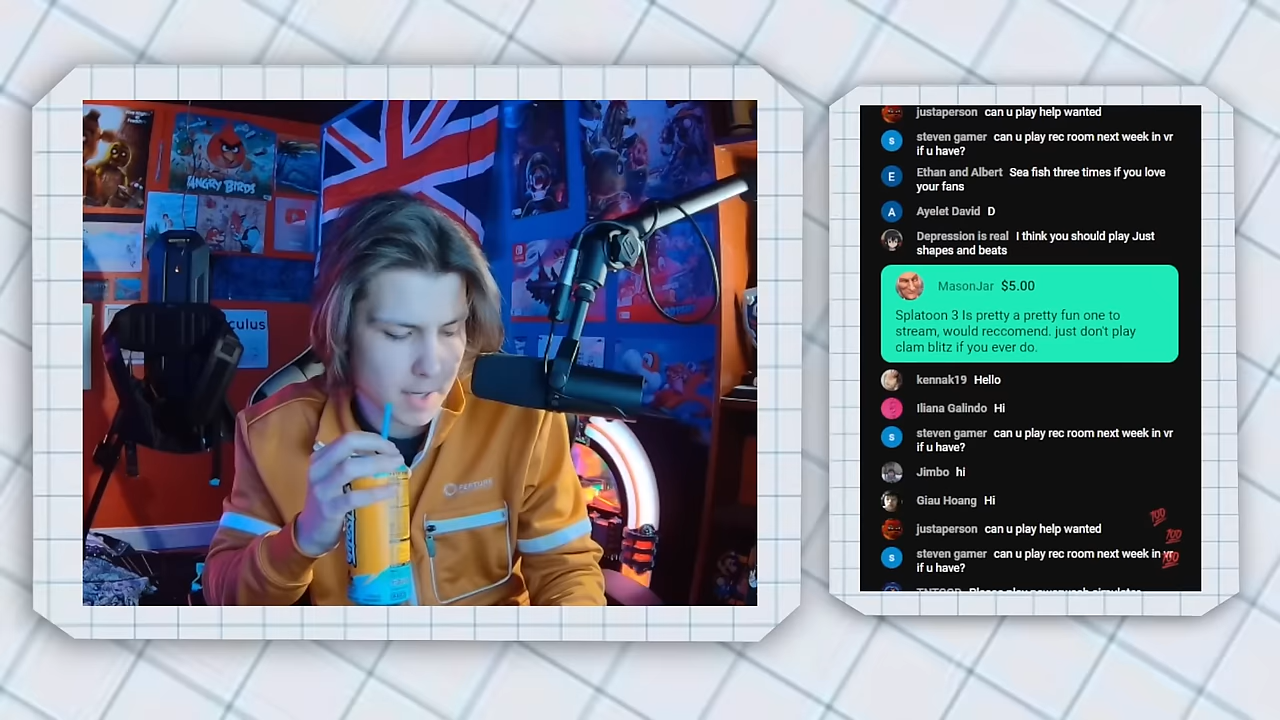 ANGRY BIRDS
culus
justaperson can u play help wanted
steven gamer can u play rec room next week in vr
if u have?
Ethan and Albert Sea fish three times if you love
your fans
Ayelet David D
Depression is real I think you should play Just
shapes and beats
MasonJar $5.00
Splatoon 3 Is pretty a pretty fun one to
stream, would reccomend. just don't play
clam blitz if you ever do.
kennak19 Hello
Iliana Galindo Hi
steven gamer can u play rec room next week in vr
if u have?
Jimbo hi
Giau Hoang Hi
justaperson can u play help wanted
steven gamer can u play rec room next week in vr
if u have?